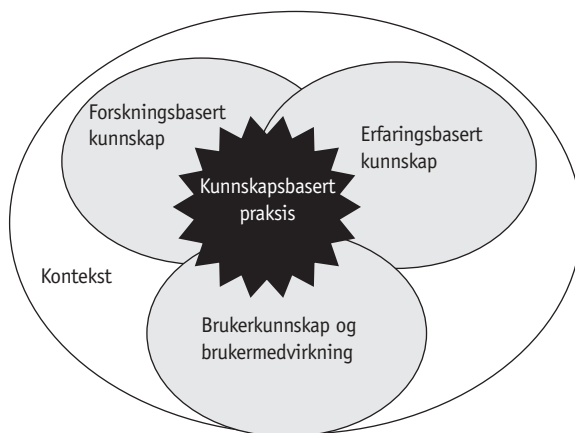 Forskningsbasert
kunnskap
Erfaringsbasert
kunnskap
Kunnskapsbasert
praksis
Kontekst
Brukerkunnskap og
brukermedvirkning